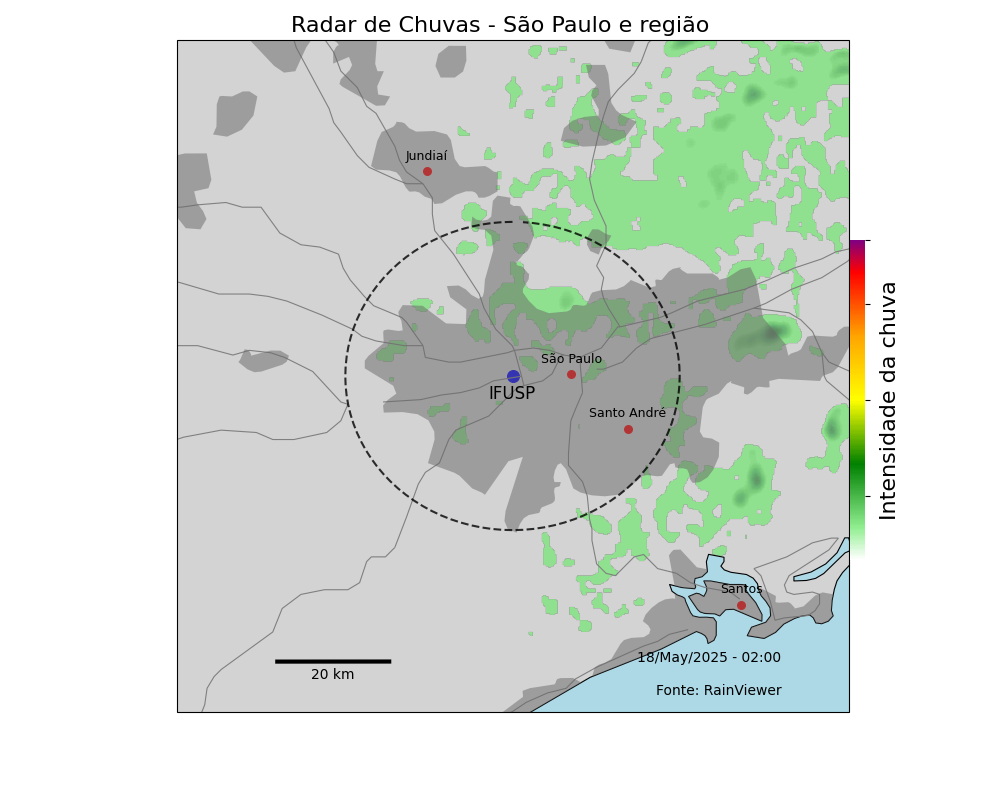 Radar de Chuvas - São Paulo e região
Jundiaí
São Paulo
IFUSP
Santo André
Santos
Intensidade da chuva
18/May/2025 - 02:00
20 km
Fonte: RainViewer